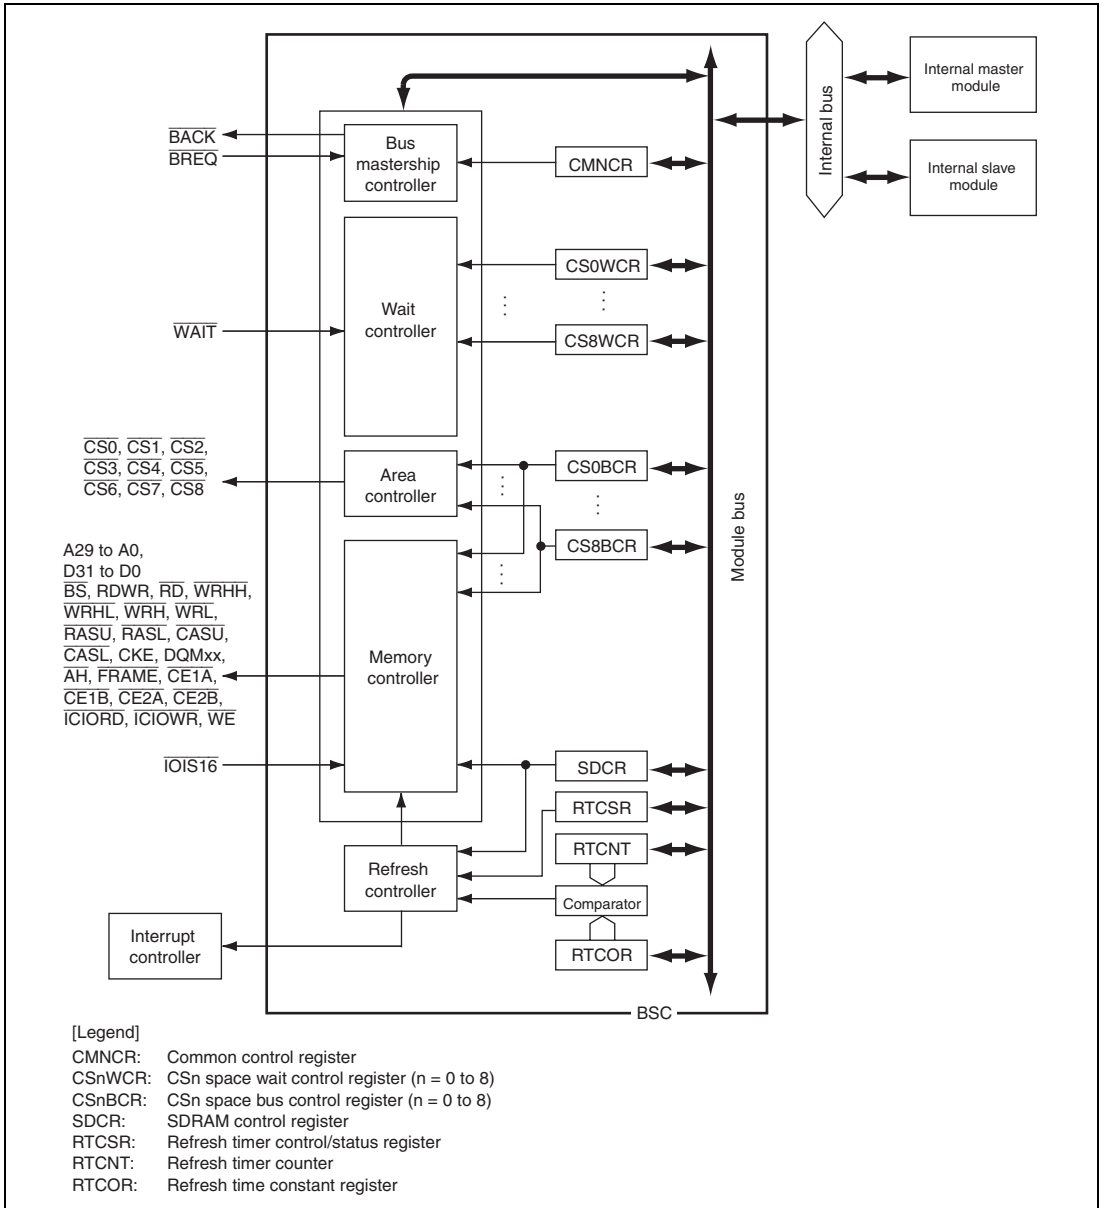 BACK
BREQ
Bus
mastership
controller
CMNCR
Internal bus
Internal master
module
Internal slave
module
CS0WCR
Wait
controller
WAIT
CS8WCR
CS0, CS1, CS2,
CS3, CS4, CS5,
CS6, CS7, CS8
Area
controller
CS0BCR
CS8BCR
Module bus
A29 to A0,
D31 to D0
BS, RDWR, RD, WRHH,
WRHL, WRH, WRL,
RASU, RASL, CASU,
CASL, CKE, DQMxx,
AH, FRAME, CE1A,
CE1B, CE2A, CE2B,
ICIORD, ICIOWR, WE
Memory
controller
IOIS16
SDCR
RTCSR
RTCNT
Refresh
controller
Comparator
Interrupt
controller
RTCOR
BSC
[Legend]
CMNCR: Common control register
CSnWCR: CSn space wait control register (n = 0 to 8)
CSnBCR: CSn space bus control register (n = 0 to 8)
SDCR: SDRAM control register
RTCSR: Refresh timer control/status register
RTCNT: Refresh timer counter
RTCOR: Refresh time constant register